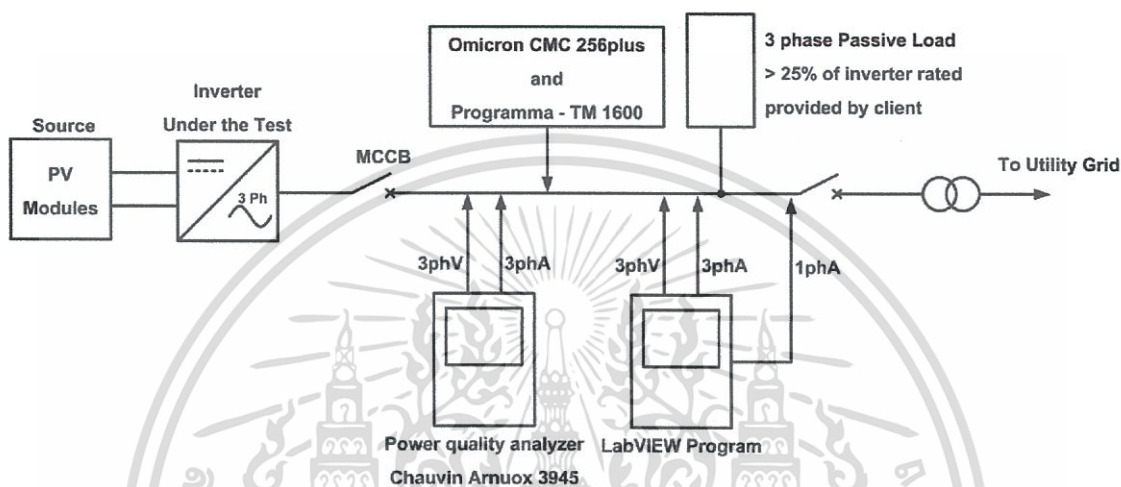 Source
PV
Modules
Inverter
Under the Test
3 Ph
MCCB
Omicron CMC 256plus
and
Programma - TM 1600
3 phase Passive Load
> 25% of inverter rated
provided by client
To Utility Grid
3phV
3phA
3phV
3phA
1phA
Power quality analyzer
Chauvin Arnuox 3945
LabVIEW Program